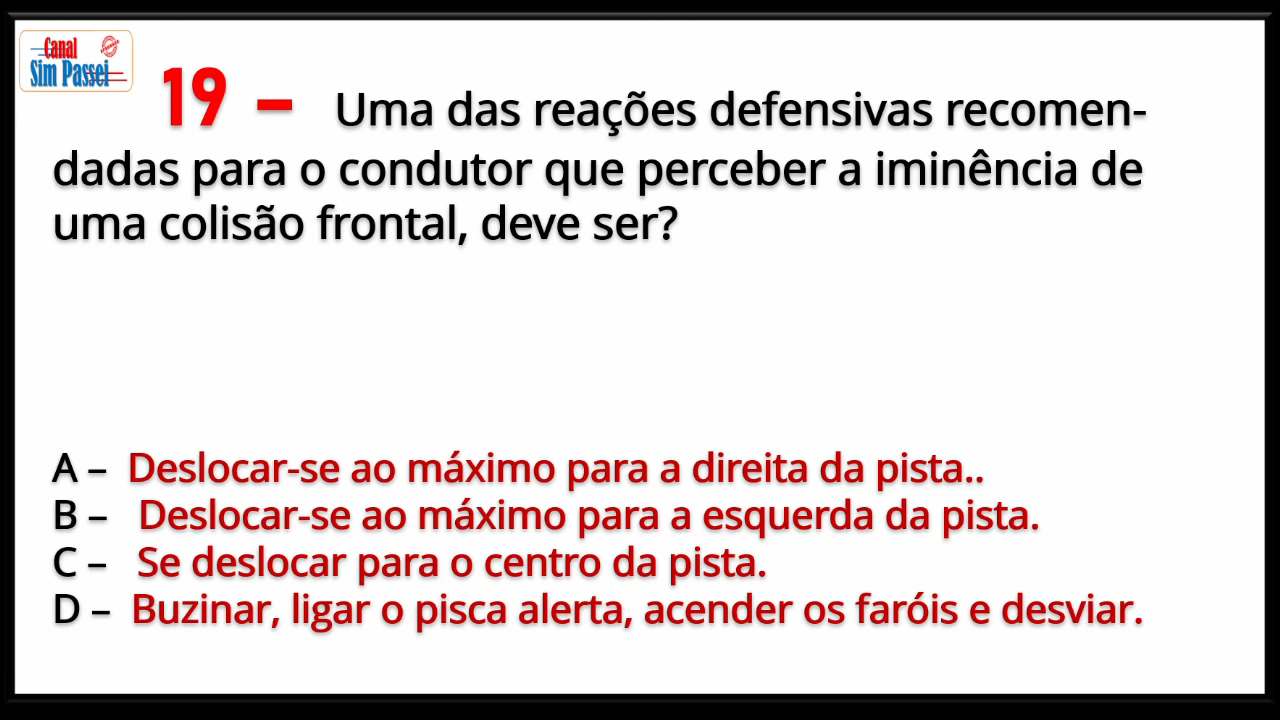 Canal
Sim Passei
19 – Uma das reações defensivas recomen-
dadas para o condutor que perceber a iminência de
uma colisão frontal, deve ser?
A – Deslocar-se ao máximo para a direita da pista..
B – Deslocar-se ao máximo para a esquerda da pista.
C – Se deslocar para o centro da pista.
D – Buzinar, ligar o pisca alerta, acender os faróis e desviar.